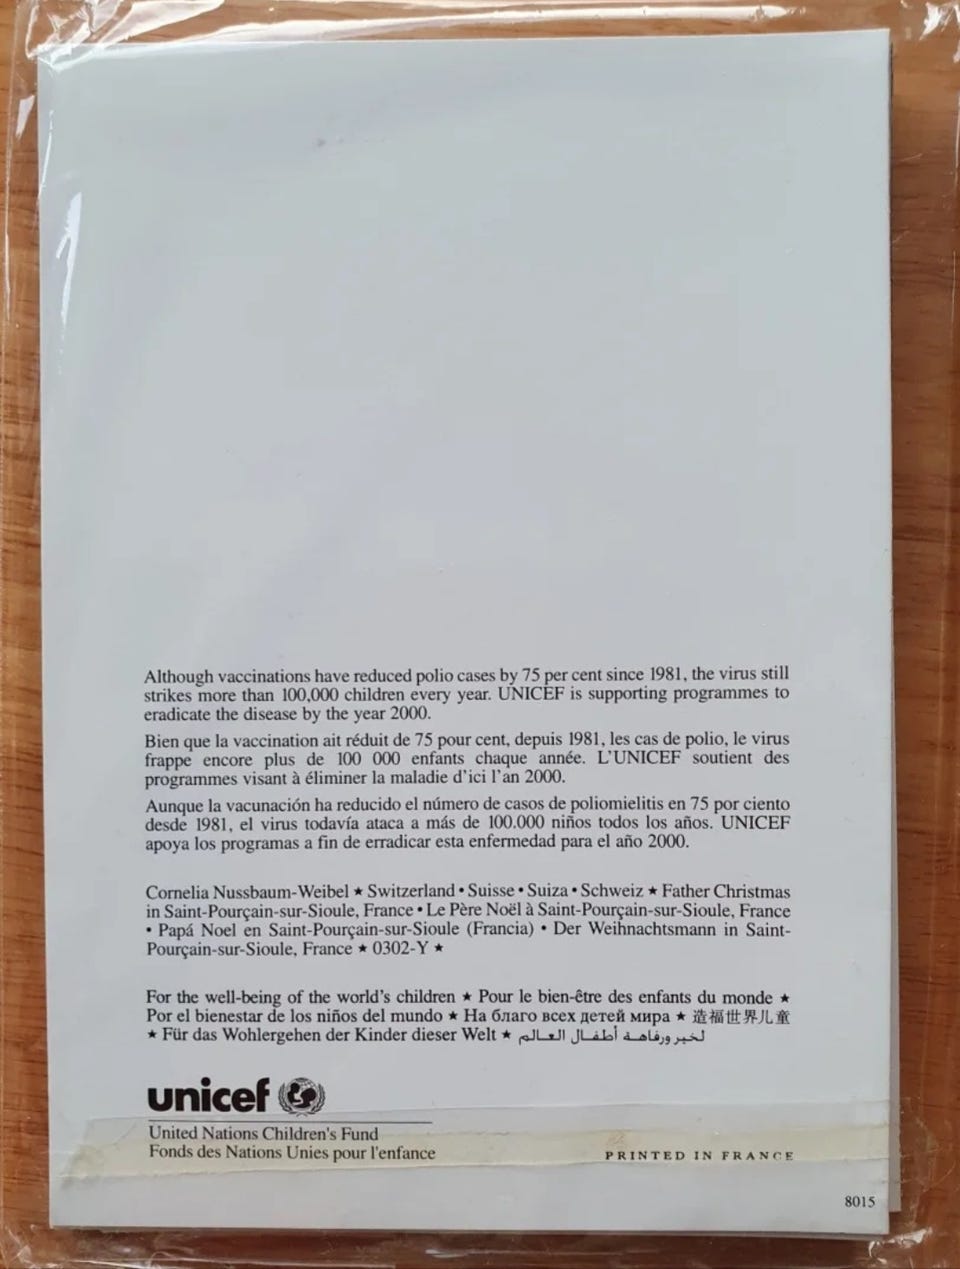 Although vaccinations have reduced polio cases by 75 per cent since 1981, the virus still
strikes more than 100,000 children every year. UNICEF is supporting programmes to
eradicate the disease by the year 2000.
Bien que la vaccination ait réduit de 75 pour cent, depuis 1981, les cas de polio, le virus
frappe encore plus de 100 000 enfants chaque année. L'UNICEF soutient des
programmes visant à éliminer la maladie d'ici l'an 2000.
Aunque la vacunación ha reducido el número de casos de poliomielitis en 75 por ciento
desde 1981, el virus todavía ataca a más de 100.000 niños todos los años. UNICEF
apoya los programas a fin de erradicar esta enfermedad para el año 2000.
Cornelia Nussbaum-Weibel ★ Switzerland • Suisse • Suiza • Schweiz ★ Father Christmas
in Saint-Pourçain-sur-Sioule, France • Le Père Noël à Saint-Pourçain-sur-Sioule, France
• Papá Noel en Saint-Pourçain-sur-Sioule (Francia) • Der Weihnachtsmann in Saint-
Pourçain-sur-Sioule, France ★ 0302-Y ★
For the well-being of the world's children ★ Pour le bien-être des enfants du monde ★
Por el bienestar de los niños del mundo ★ На благо всех детей мира ★ 造福世界儿童
★ Für das Wohlergehen der Kinder dieser Welt ★ لخير ورفاهـة أطفـال العـالم
unicef
United Nations Children's Fund
Fonds des Nations Unies pour l'enfance
PRINTED IN FRANCE
8015